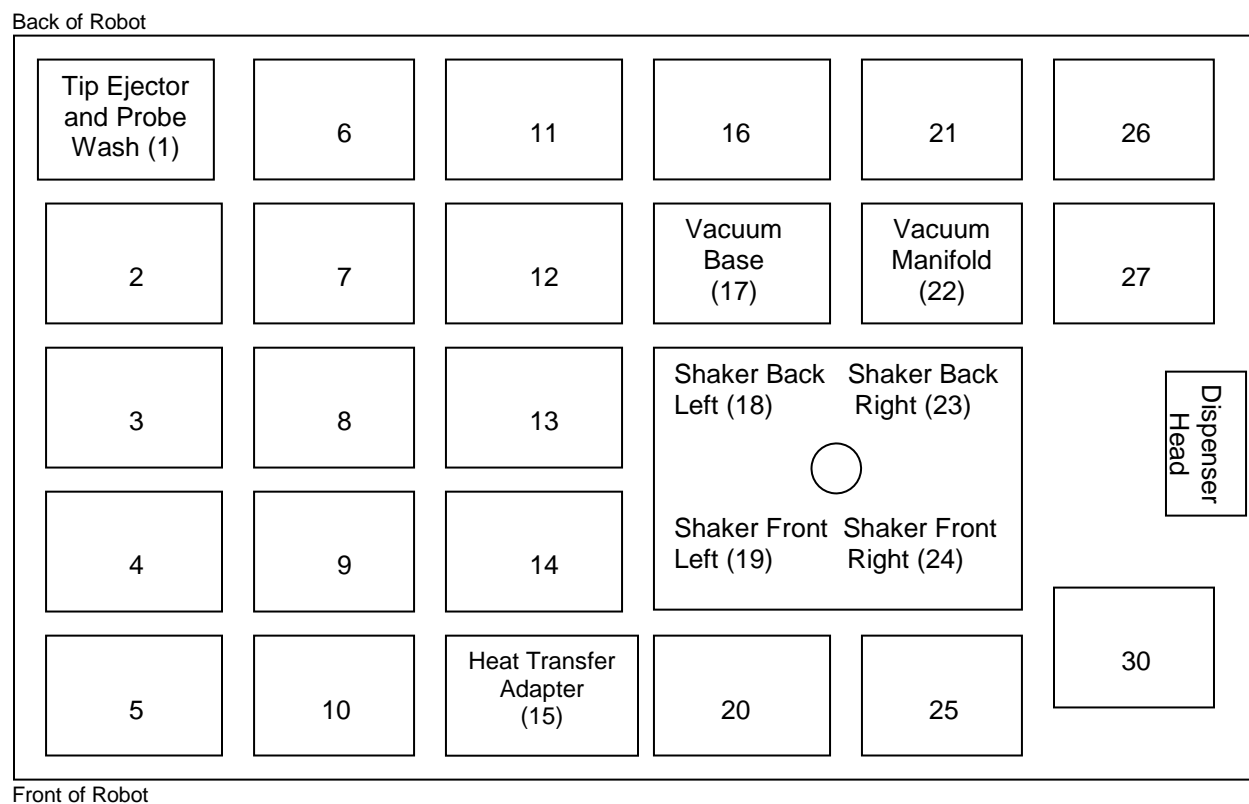 Back of Robot
Tip Ejector
and Probe
Wash (1)
6
11
16
21
26
2
7
12
Vacuum
Base
(17)
Vacuum
Manifold
(22)
27
3
8
13
Shaker Back
Left (18)
Shaker Back
Right (23)
Dispenser
Head
4
9
14
Shaker Front
Left (19)
Shaker Front
Right (24)
5
10
Heat Transfer
Adapter
(15)
20
25
30
Front of Robot